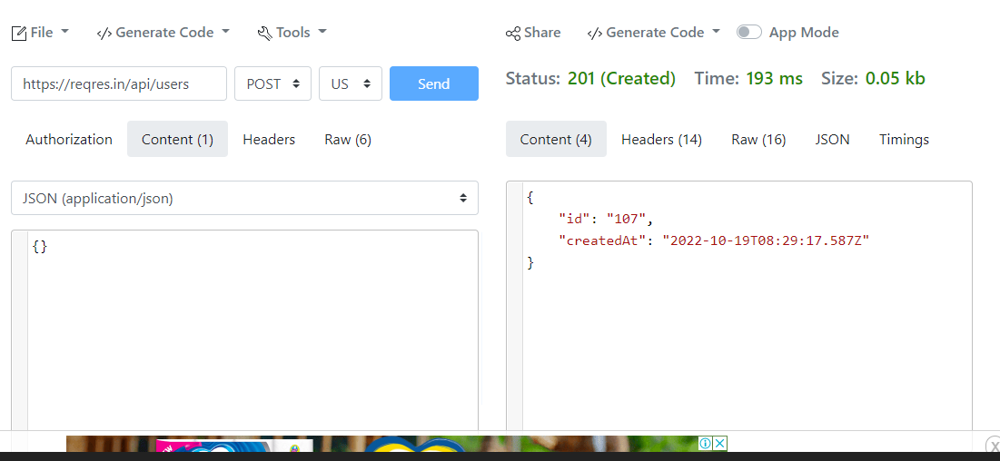 File Generate Code Tools Share Generate Code App Mode
https://reqres.in/api/users POST US Send Status: 201 (Created) Time: 193 ms Size: 0.05 kb
Authorization Content (1) Headers Raw (6) Content (4) Headers (14) Raw (16) JSON Timings
JSON (application/json)
{}
{
"id": "107",
"createdAt": "2022-10-19T08:29:17.587Z"
}